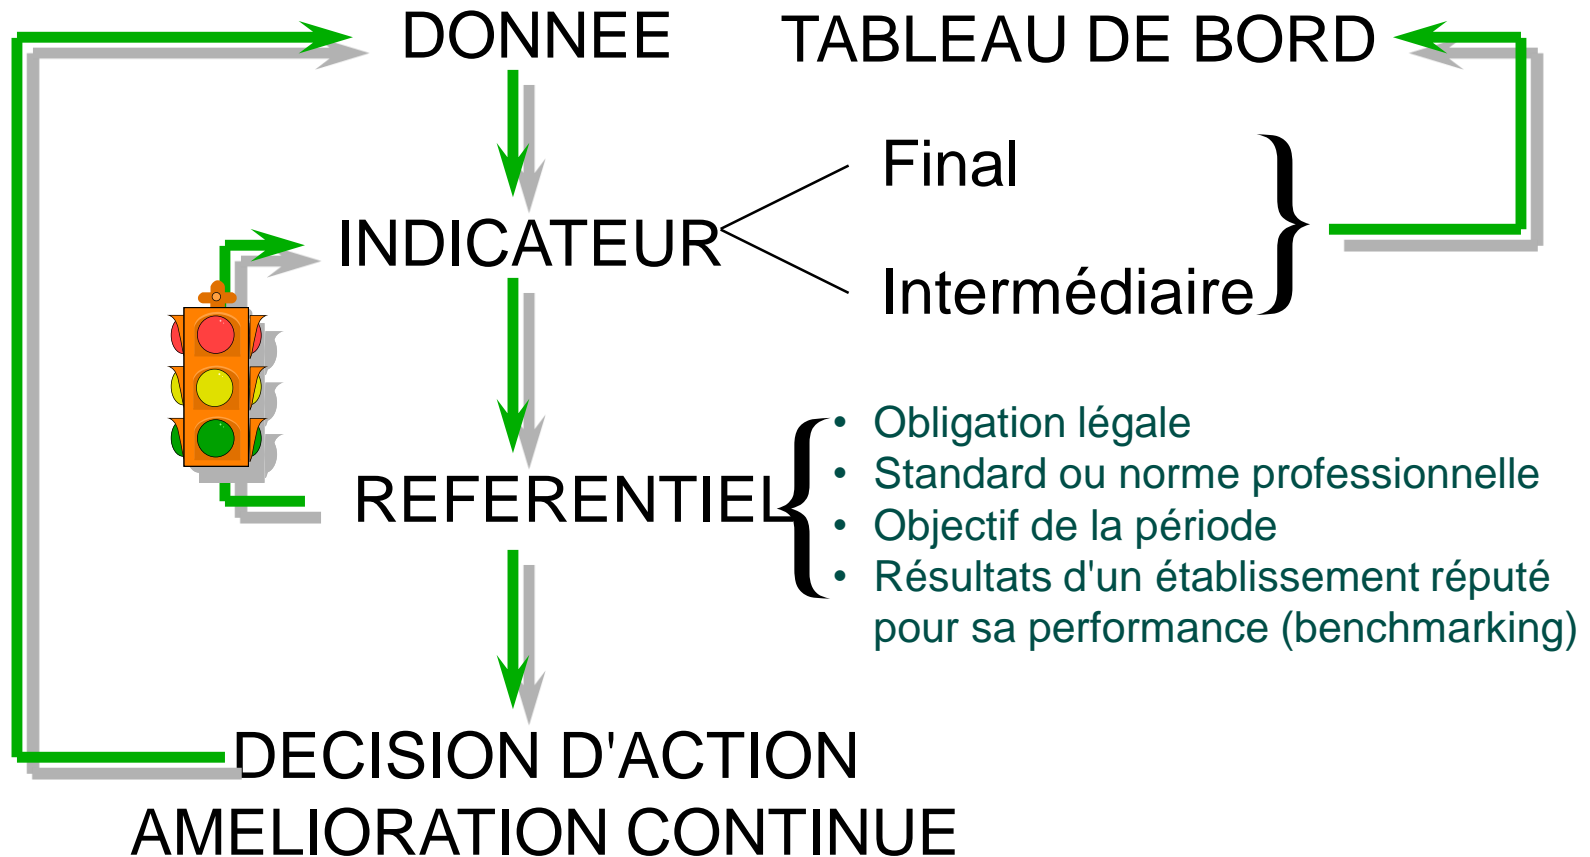 DONNEE
TABLEAU DE BORD
Final
INDICATEUR
Intermédiaire
• Obligation légale
• Standard ou norme professionnelle
REFERENTIEL
• Objectif de la période
• Résultats d'un établissement réputé
pour sa performance (benchmarking)
DECISION D'ACTION
AMELIORATION CONTINUE